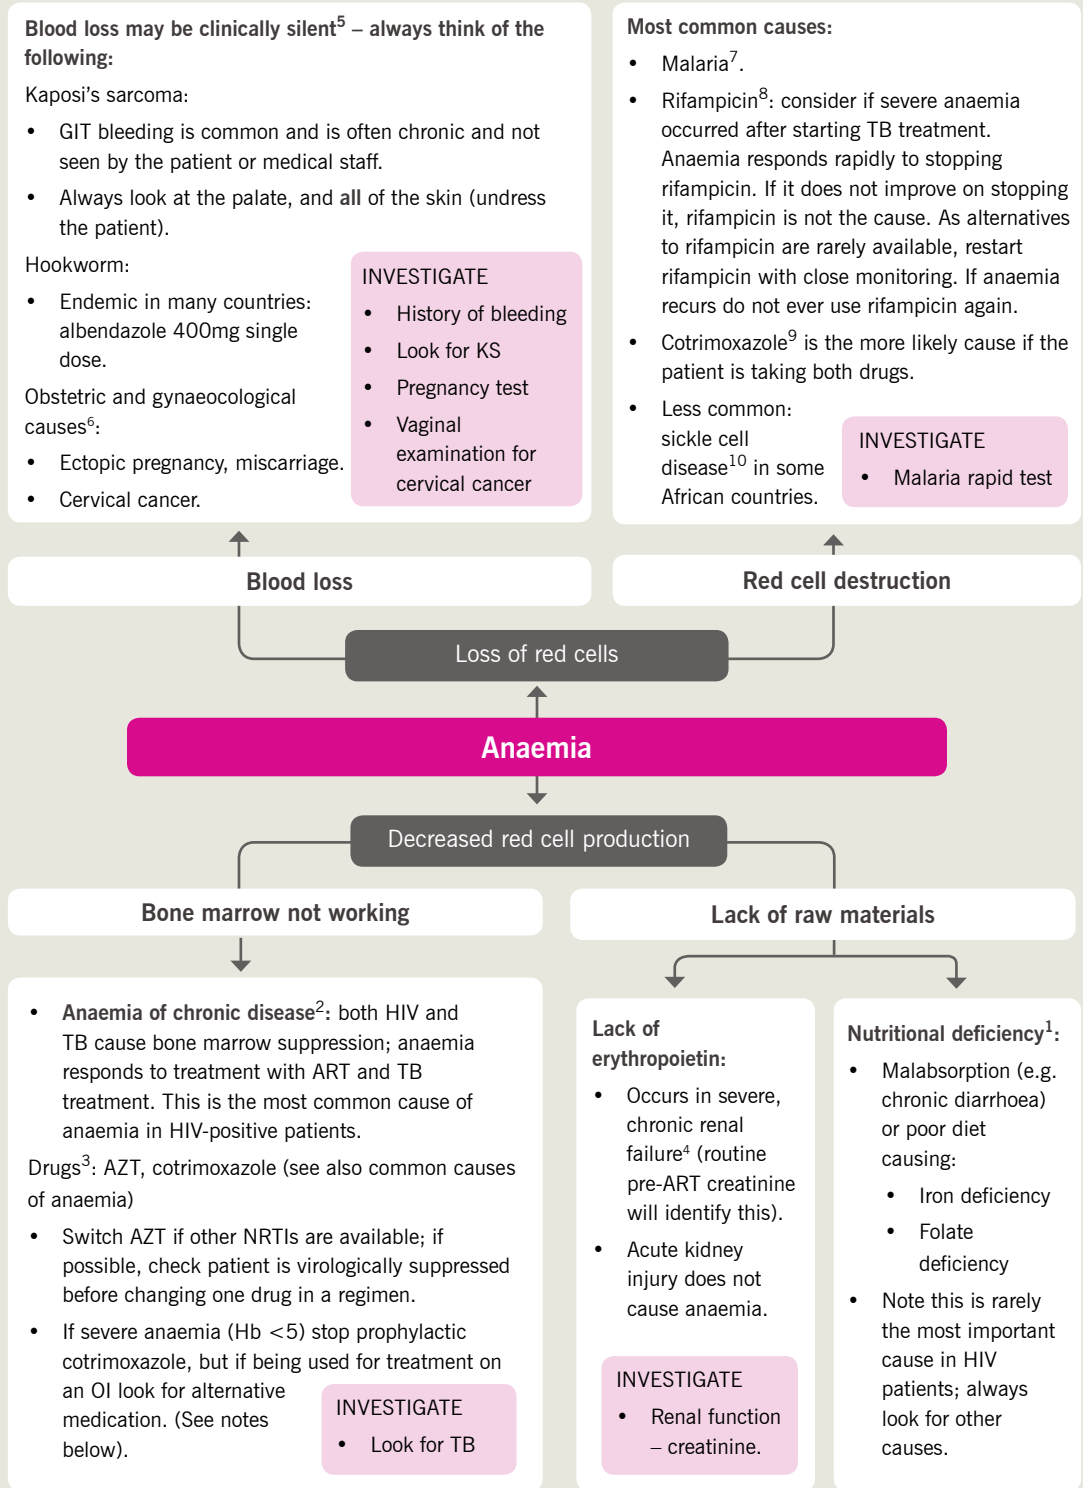 Blood loss may be clinically silent5 – always think of the
following:
Kaposi's sarcoma:
• GIT bleeding is common and is often chronic and not
seen by the patient or medical staff.
• Always look at the palate, and all of the skin (undress
the patient).
Hookworm:
• Endemic in many countries:
albendazole 400mg single
dose.
Obstetric and gynaeocological
causes6:
• Ectopic pregnancy, miscarriage.
• Cervical cancer.
INVESTIGATE
• History of bleeding
• Look for KS
• Pregnancy test
• Vaginal
examination for
cervical cancer
Most common causes:
• Malaria7.
• Rifampicin8: consider if severe anaemia
occurred after starting TB treatment.
Anaemia responds rapidly to stopping
rifampicin. If it does not improve on stopping
it, rifampicin is not the cause. As alternatives
to rifampicin are rarely available, restart
rifampicin with close monitoring. If anaemia
recurs do not ever use rifampicin again.
• Cotrimoxazole9 is the more likely cause if the
patient is taking both drugs.
• Less common:
sickle cell
disease10 in some
African countries.
INVESTIGATE
• Malaria rapid test
Blood loss
Red cell destruction
Loss of red cells
Anaemia
Decreased red cell production
Bone marrow not working
Lack of raw materials
• Anaemia of chronic disease2: both HIV and
TB cause bone marrow suppression; anaemia
responds to treatment with ART and TB
treatment. This is the most common cause of
anaemia in HIV-positive patients.
Drugs3: AZT, cotrimoxazole (see also common causes
of anaemia)
• Switch AZT if other NRTIs are available; if
possible, check patient is virologically suppressed
before changing one drug in a regimen.
• If severe anaemia (Hb <5) stop prophylactic
cotrimoxazole, but if being used for treatment on
an OI look for alternative
medication. (See notes
below).
INVESTIGATE
• Look for TB
Lack of
erythropoietin:
• Occurs in severe,
chronic renal
failure4 (routine
pre-ART creatinine
will identify this).
• Acute kidney
injury does not
cause anaemia.
INVESTIGATE
• Renal function
– creatinine.
Nutritional deficiency1:
• Malabsorption (e.g.
chronic diarrhoea)
or poor diet
causing:
• Iron deficiency
• Folate
deficiency
• Note this is rarely
the most important
cause in HIV
patients; always
look for other
causes.